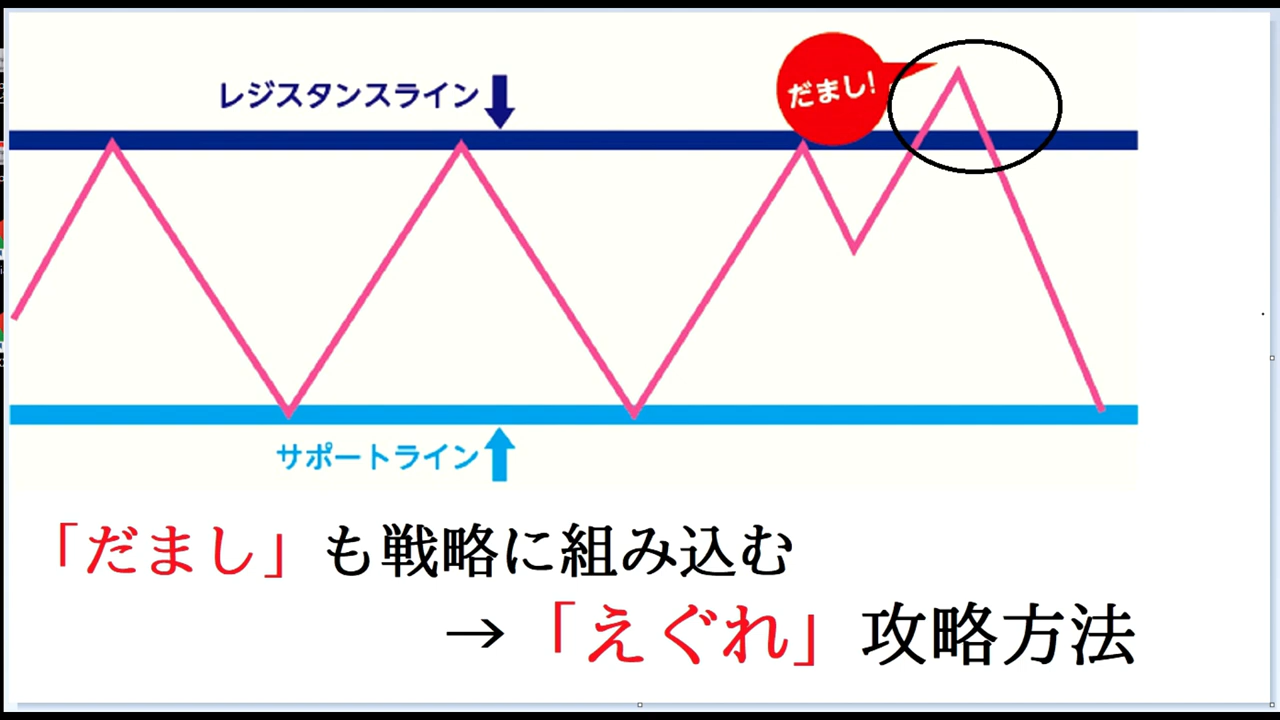 レジスタンスライン
だまし!
サポートライン
「だまし」も戦略に組み込む
→「えぐれ」攻略方法